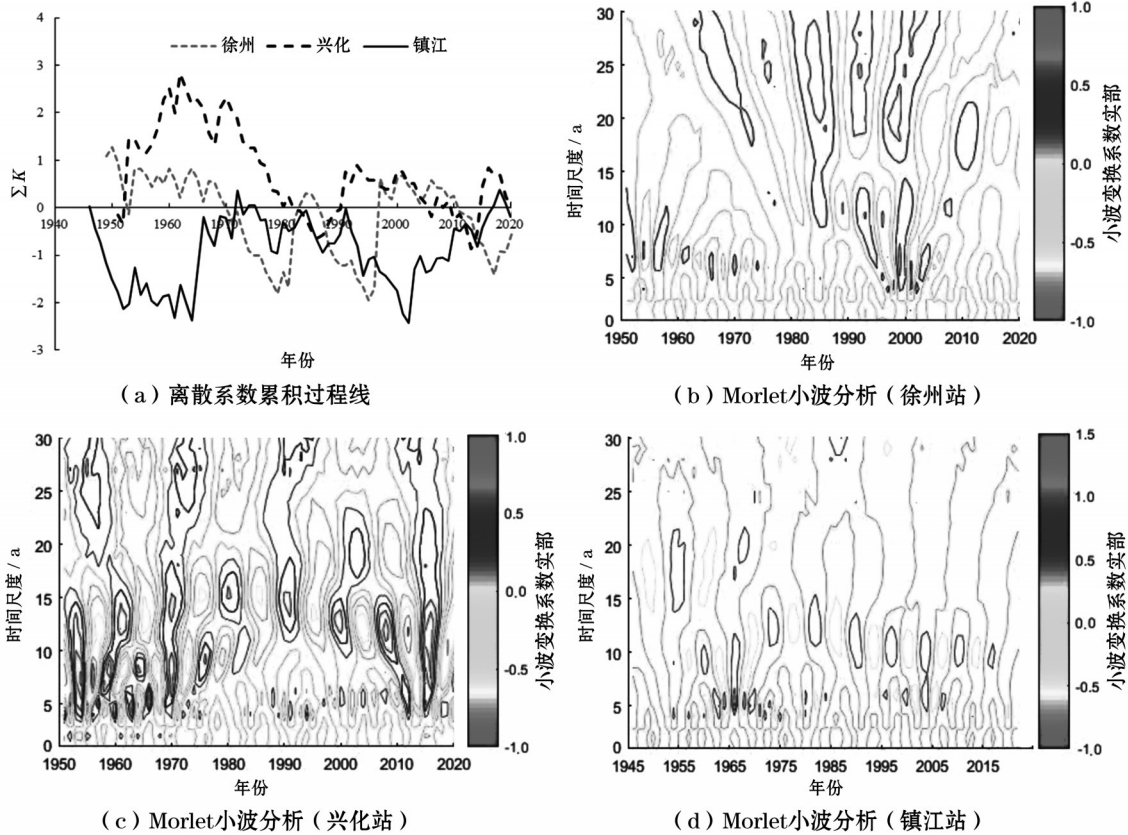 4
3
2
1
0
-1
-2
-3
ΣK
徐州 兴化 镇江
1940 1950 1960 1970 1980 1990 2000 2010 2020
年份
(a)离散系数累积过程线
30
25
20
15
10
5
0
时间尺度/a
1950 1960 1970 1980 1990 2000 2010 2020
年份
1.0
0.5
0.0
-0.5
-1.0
小波变换系数实部
(b)Morlet小波分析(徐州站)
30
25
20
15
10
5
0
时间尺度/a
1950 1960 1970 1980 1990 2000 2010 2020
年份
1.0
0.5
0.0
-0.5
-1.0
小波变换系数实部
(c)Morlet小波分析(兴化站)
30
25
20
15
10
5
0
时间尺度/a
1945 1955 1965 1975 1985 1995 2005 2015
年份
1.5
1.0
0.5
0.0
-0.5
-1.0
小波变换系数实部
(d)Morlet小波分析(镇江站)